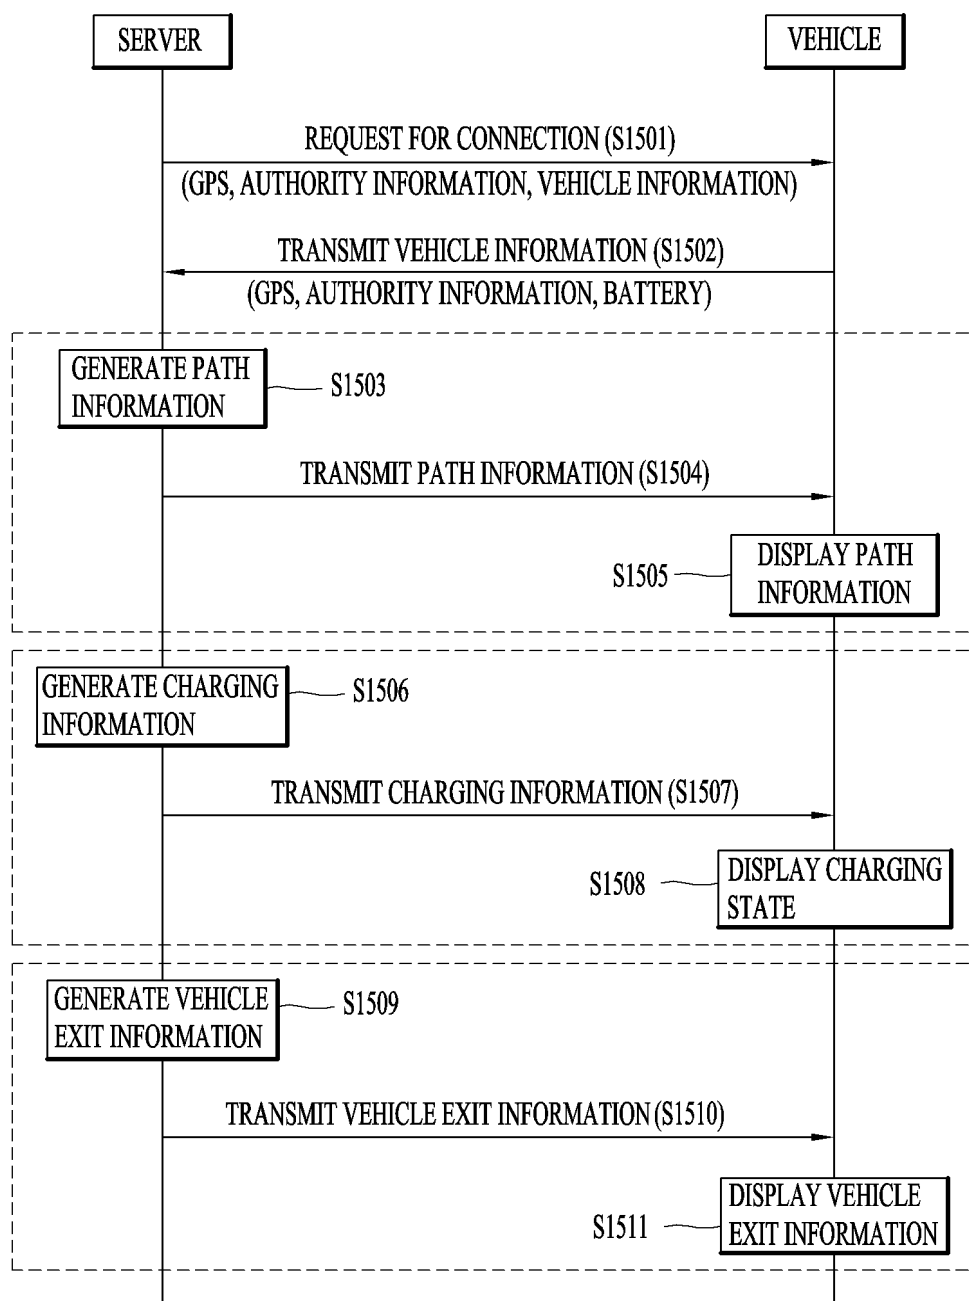 SERVER
VEHICLE
REQUEST FOR CONNECTION (S1501)
(GPS, AUTHORITY INFORMATION, VEHICLE INFORMATION)
TRANSMIT VEHICLE INFORMATION (S1502)
(GPS, AUTHORITY INFORMATION, BATTERY)
GENERATE PATH
INFORMATION
S1503
TRANSMIT PATH INFORMATION (S1504)
S1505
DISPLAY PATH
INFORMATION
GENERATE CHARGING
INFORMATION
S1506
TRANSMIT CHARGING INFORMATION (S1507)
S1508
DISPLAY CHARGING
STATE
GENERATE VEHICLE
EXIT INFORMATION
S1509
TRANSMIT VEHICLE EXIT INFORMATION (S1510)
S1511
DISPLAY VEHICLE
EXIT INFORMATION